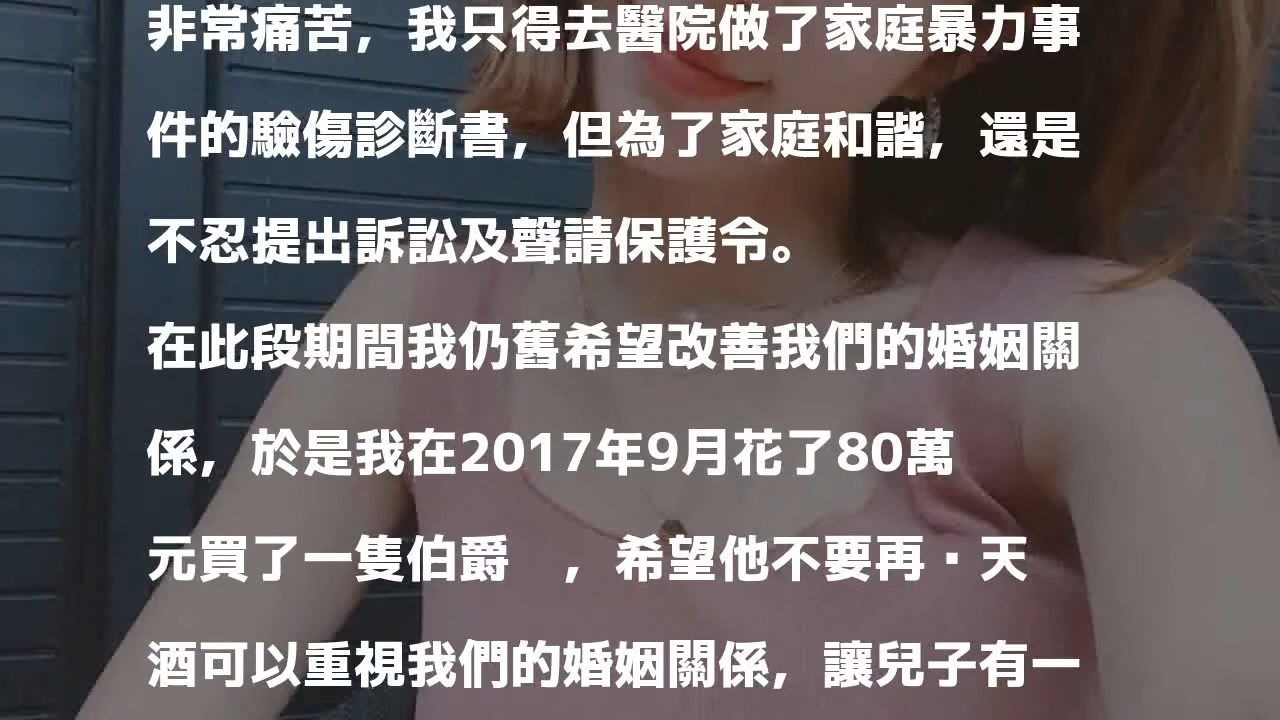 非常痛苦，我只得去醫院做了家庭暴力事
件的驗傷診斷書，但為了家庭和諧，還是
不忍提出訴訟及聲請保護令。
在此段期間我仍舊希望改善我們的婚姻關
係，於是我在2017年9月花了80萬
元買了一隻伯爵　，希望他不要再·天
酒可以重視我們的婚姻關係，讓兒子有一